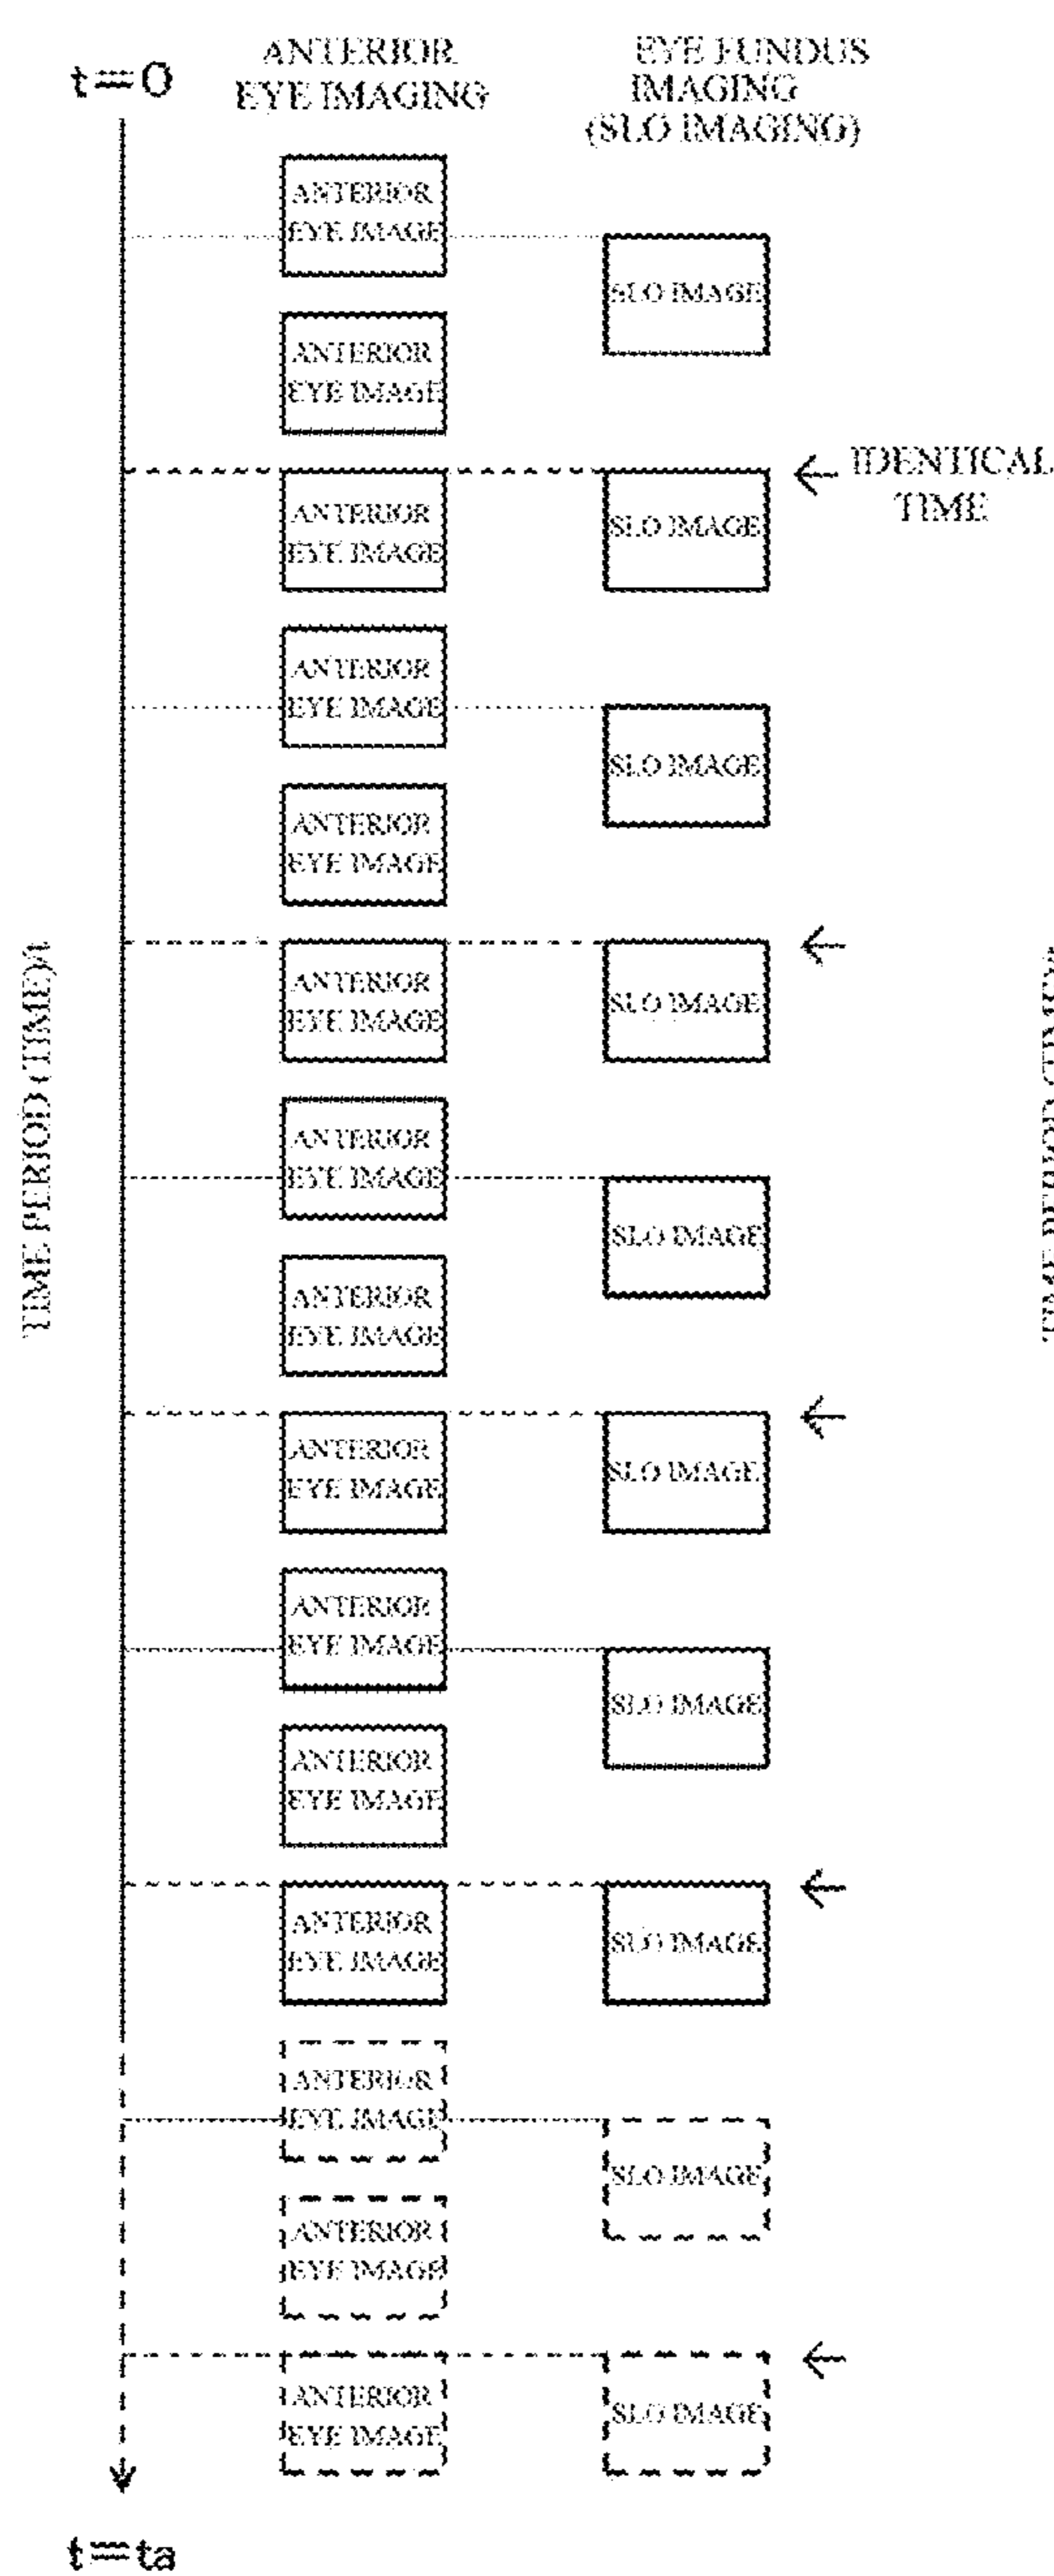 t=0
ANTERIOR
EYE IMAGING
EYE FUNDUS
IMAGING
(SLO IMAGING)
ANTERIOR
EYE IMAGE
SLO IMAGE
ANTERIOR
EYE IMAGE
IDENTICAL
TIME
ANTERIOR
EYE IMAGE
SLO IMAGE
ANTERIOR
EYE IMAGE
SLO IMAGE
ANTERIOR
EYE IMAGE
TIME PERIOD (TIME)/t
ANTERIOR
EYE IMAGE
SLO IMAGE
ANTERIOR
EYE IMAGE
SLO IMAGE
ANTERIOR
EYE IMAGE
ANTERIOR
EYE IMAGE
SLO IMAGE
ANTERIOR
EYE IMAGE
SLO IMAGE
ANTERIOR
EYE IMAGE
ANTERIOR
EYE IMAGE
SLO IMAGE
ANTERIOR
EYE IMAGE
SLO IMAGE
ANTERIOR
EYE IMAGE
ANTERIOR
EYE IMAGE
SLO IMAGE
t=ta